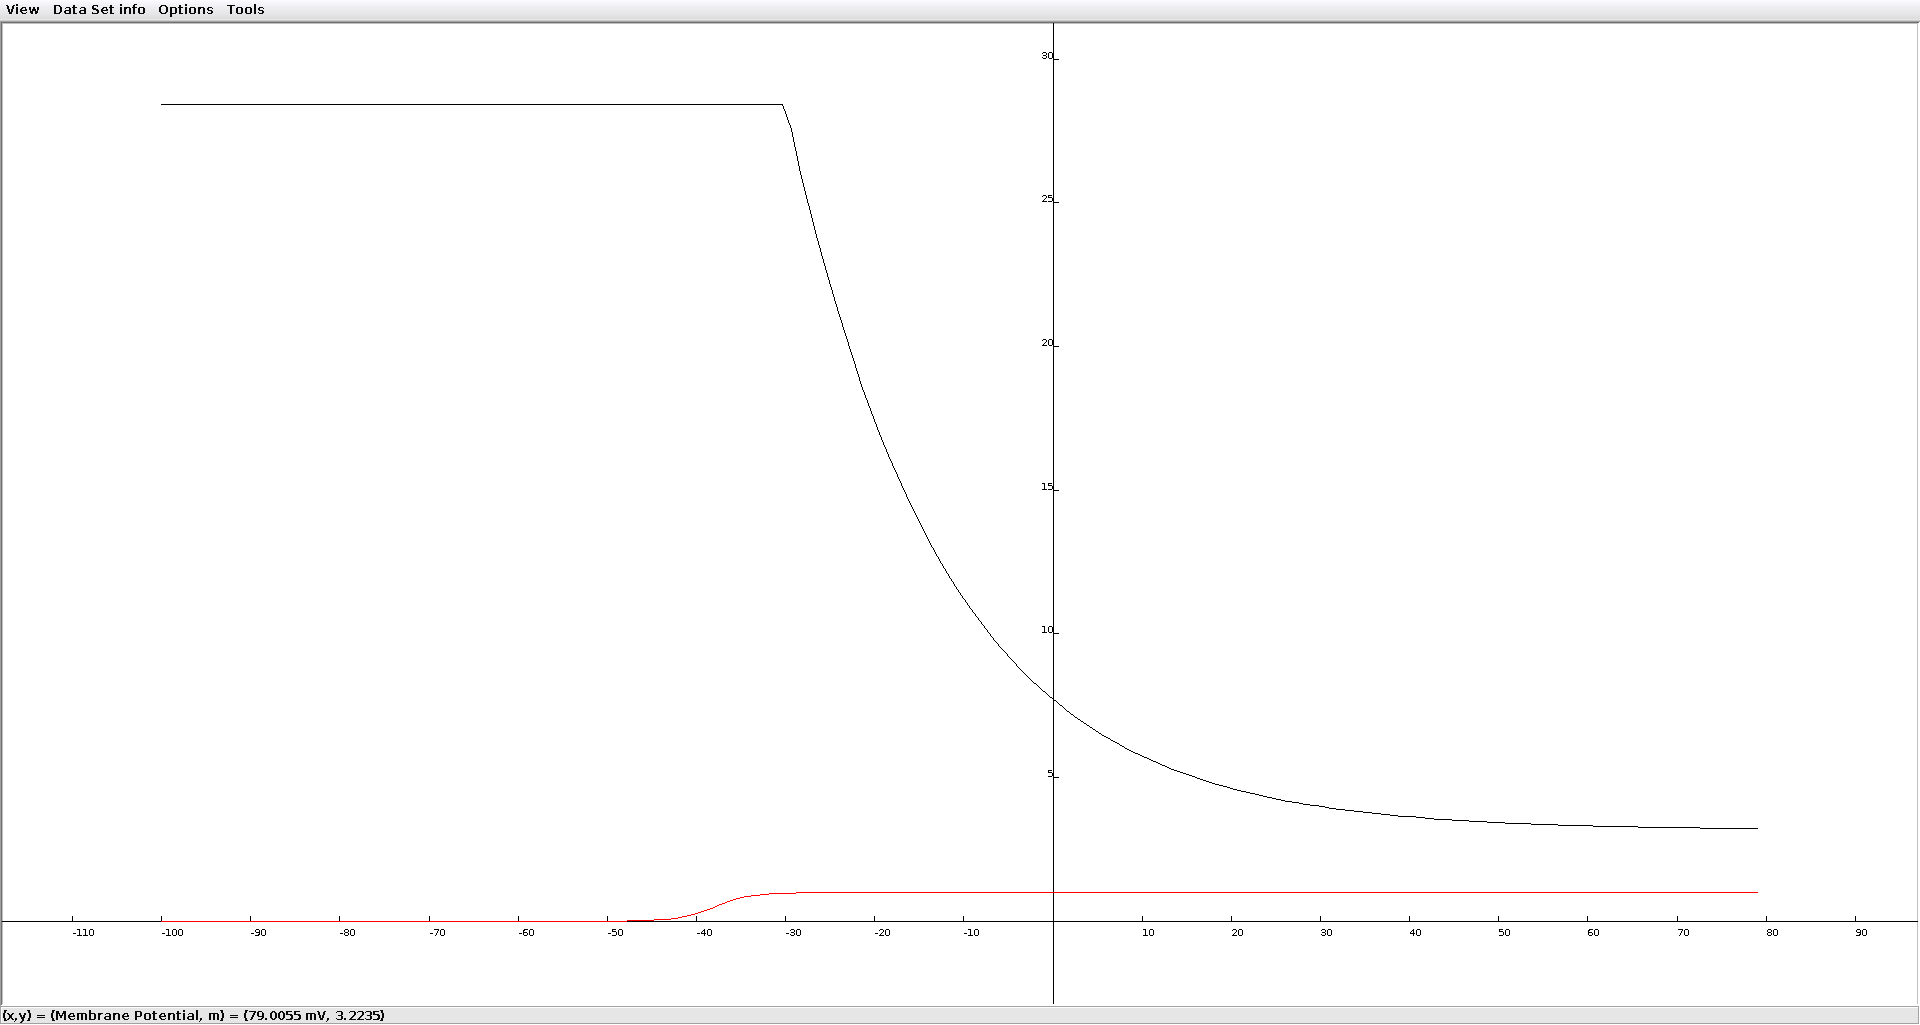 View Data Set info Options Tools
30
25
20
15
10
5
-110 -100 -90 -80 -70 -60 -50 -40 -30 -20 -10 10 20 30 40 50 60 70 80 90
(x,y) = (Membrane Potential, m) = (79.0055 mV, 3.2235)